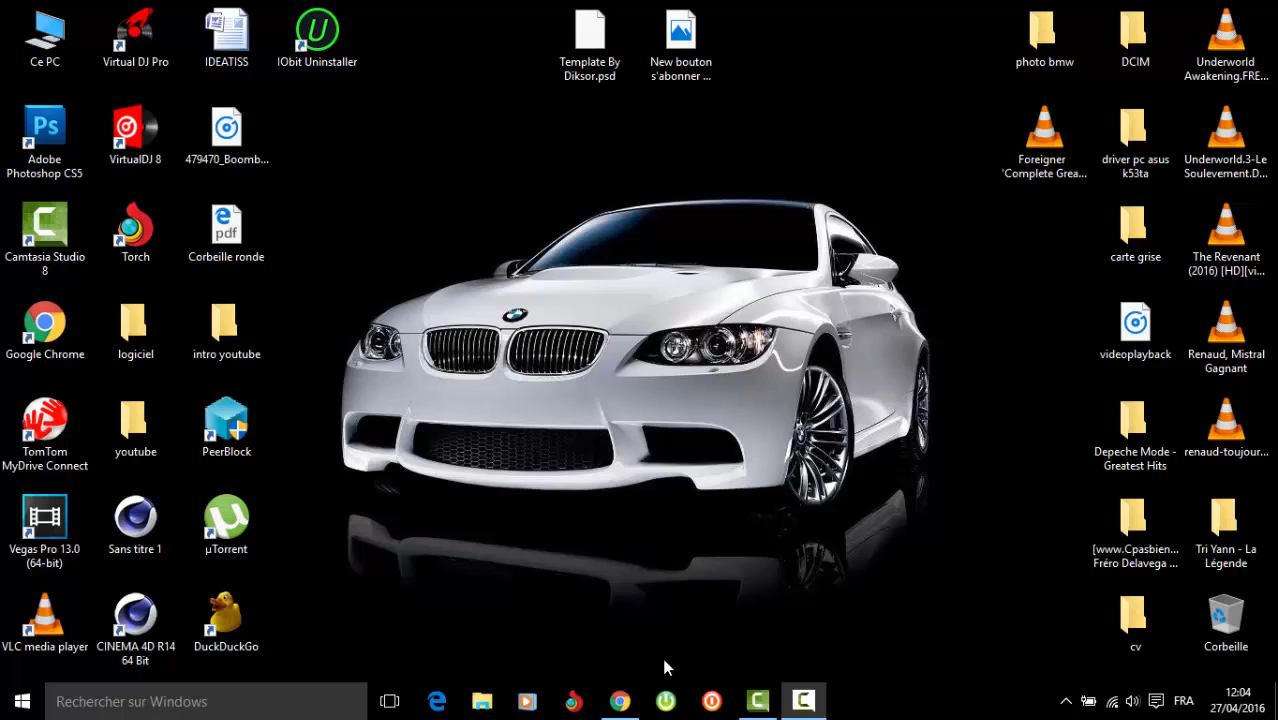 Ce PC
Virtual DJ Pro
IDEATISS
IObit Uninstaller
Template By
Diksor.psd
New bouton
s'abonner ...
photo bmw
DCIM
Underworld
Awakening.FRE...
Ps
Adobe
Photoshop CS5
VirtualDJ 8
479470_Boomb...
Foreigner
'Complete Grea...
driver pc asus
k53ta
Underworld.3-Le
Soulevement.D...
Camtasia Studio
8
Torch
pdf
Corbeille ronde
carte grise
The Revenant
(2016) [HD][vi...
Google Chrome
logiciel
intro youtube
videoplayback
Renaud, Mistral
Gagnant
TomTom
MyDrive Connect
youtube
PeerBlock
Depeche Mode -
Greatest Hits
renaud-toujour...
Vegas Pro 13.0
(64-bit)
Sans titre 1
µTorrent
[www.Cpasbien...
Fréro Delavega ...
Tri Yann - La
Légende
VLC media player
CINEMA 4D R14
64 Bit
DuckDuckGo
cv
Corbeille
Rechercher sur Windows
FRA
12:04
27/04/2016